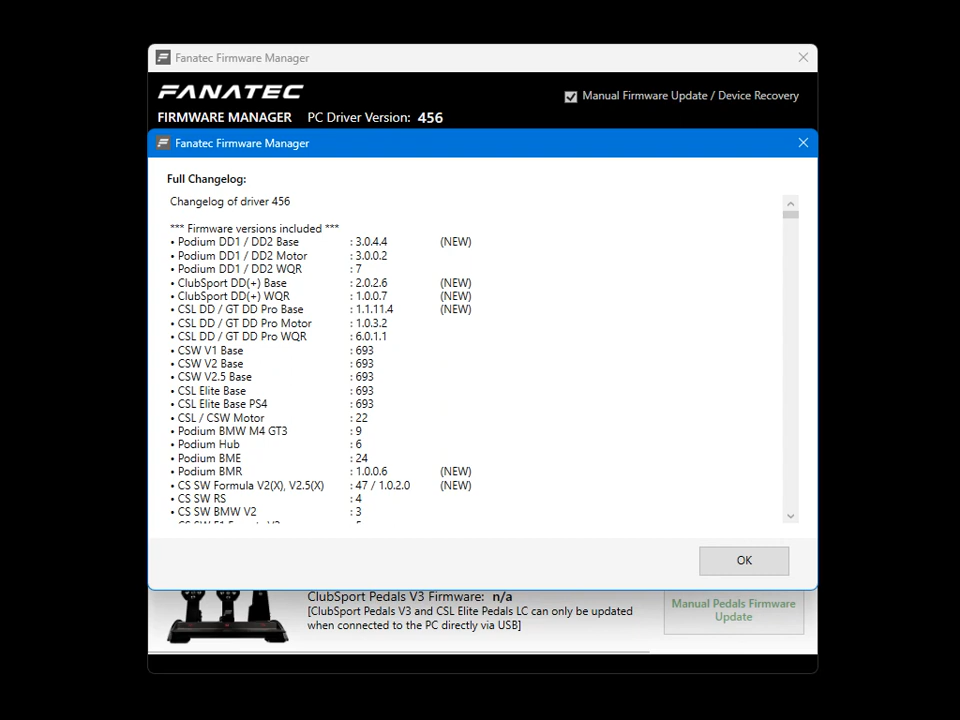 Fanatec Firmware Manager
FANATEC
Manual Firmware Update / Device Recovery
FIRMWARE MANAGER PC Driver Version: 456
Fanatec Firmware Manager
Full Changelog:
Changelog of driver 456
*** Firmware versions included ***
• Podium DD1 / DD2 Base : 3.0.4.4 (NEW)
• Podium DD1 / DD2 Motor : 3.0.0.2
• Podium DD1 / DD2 WQR : 7
• ClubSport DD(+) Base : 2.0.2.6 (NEW)
• ClubSport DD(+) WQR : 1.0.0.7 (NEW)
• CSL DD / GT DD Pro Base : 1.1.11.4 (NEW)
• CSL DD / GT DD Pro Motor : 1.0.3.2
• CSL DD / GT DD Pro WQR : 6.0.1.1
• CSW V1 Base : 693
• CSW V2 Base : 693
• CSW V2.5 Base : 693
• CSL Elite Base : 693
• CSL Elite Base PS4 : 693
• CSL / CSW Motor : 22
• Podium BMW M4 GT3 : 9
• Podium Hub : 6
• Podium BME : 24
• Podium BMR : 1.0.0.6 (NEW)
• CS SW Formula V2(X), V2.5(X) : 47 / 1.0.2.0 (NEW)
• CS SW RS : 4
• CS SW BMW V2 : 3
OK
ClubSport Pedals V3 Firmware: n/a
[ClubSport Pedals V3 and CSL Elite Pedals LC can only be updated
when connected to the PC directly via USB]
Manual Pedals Firmware
Update